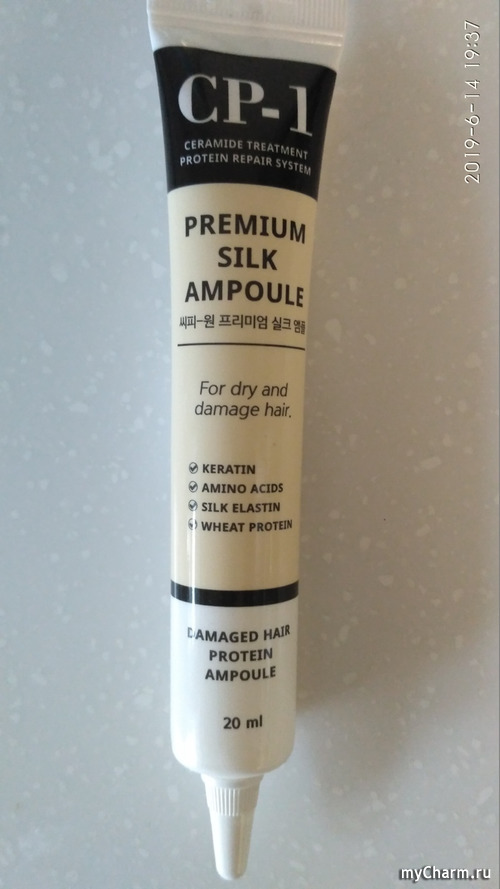 CP-1
CERAMIDE TREATMENT
PROTEIN REPAIR SYSTEM
PREMIUM
SILK
AMPOULE
씨피-원 프리미엄 실크 앰플
For dry and
damage hair.
KERATIN
AMINO ACIDS
SILK ELASTIN
WHEAT PROTEIN
DAMAGED HAIR
PROTEIN
AMPOULE
20 ml
2019-6-14 19:37
myCharm.ru